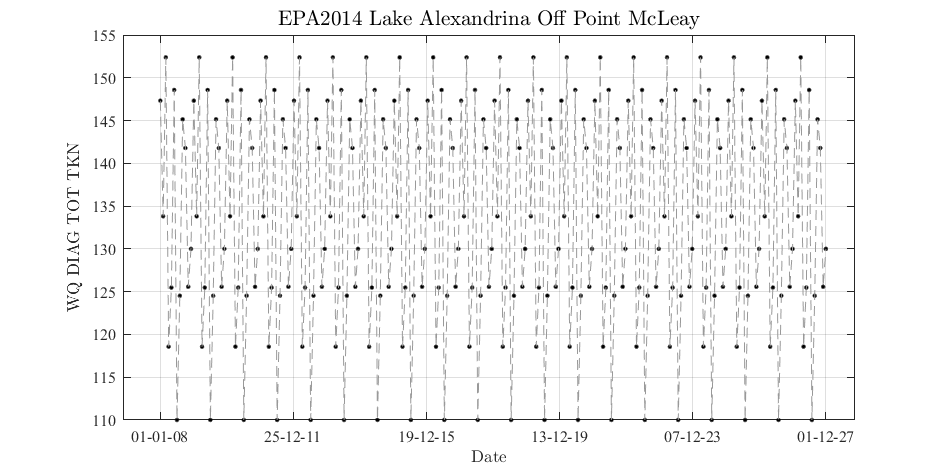 EPA2014 Lake Alexandrina Off Point McLeay
155
150
145
140
135
130
125
120
115
110
WQ DIAG TOT TKN
01-01-08 25-12-11 19-12-15 13-12-19 07-12-23 01-12-27
Date